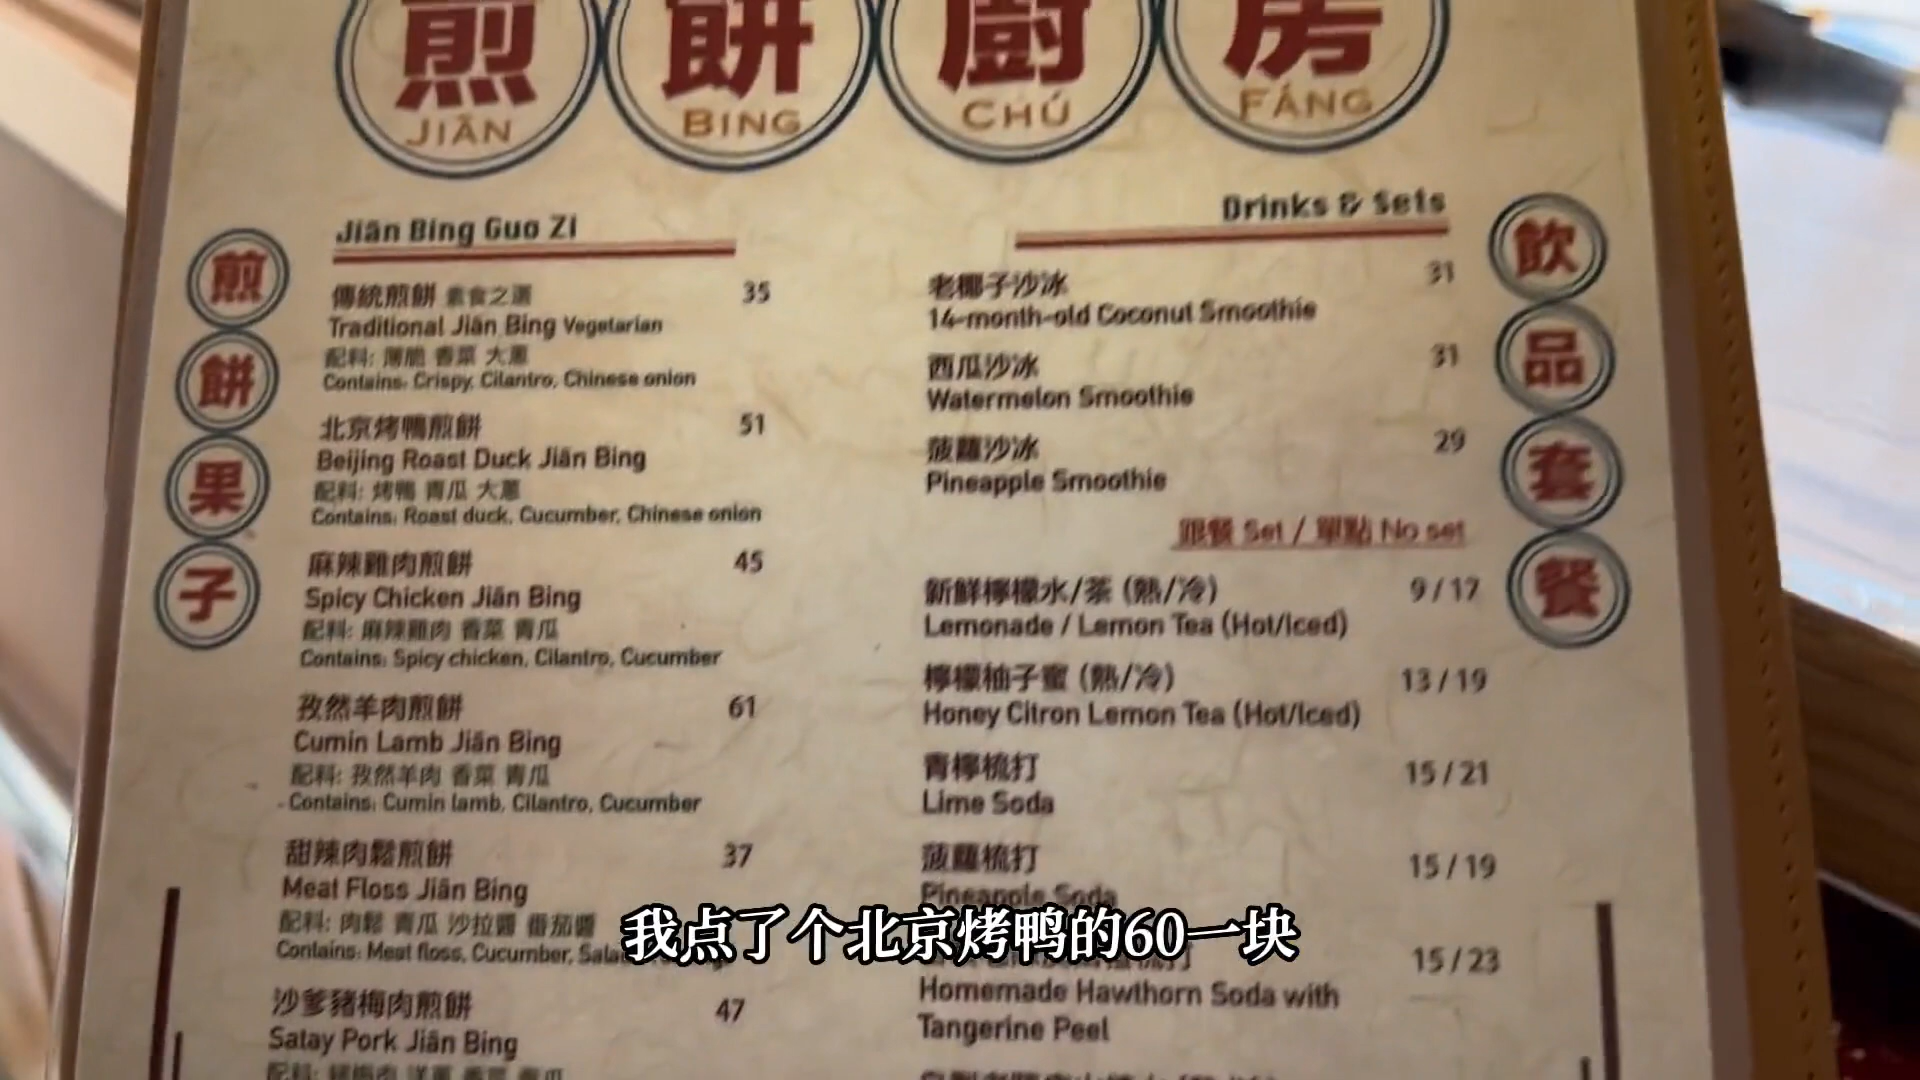 煎 餅 廚 房
JIĀN BING CHÚ FÁNG
煎餅果子
Jiān Bing Guo Zi
傳統煎餅 素食之選 35
Traditional Jiān Bing Vegetarian
配料: 薄脆 香菜 大蔥
Contains: Crispy, Cilantro, Chinese onion
北京烤鴨煎餅 51
Beijing Roast Duck Jiān Bing
配料: 烤鴨 青瓜 大蔥
Contains: Roast duck, Cucumber, Chinese onion
麻辣雞肉煎餅 45
Spicy Chicken Jiān Bing
配料: 麻辣雞肉 香菜 青瓜
Contains: Spicy chicken, Cilantro, Cucumber
孜然羊肉煎餅 61
Cumin Lamb Jiān Bing
配料: 孜然羊肉 香菜 青瓜
Contains: Cumin lamb, Cilantro, Cucumber
甜辣肉鬆煎餅 37
Meat Floss Jiān Bing
配料: 肉鬆 青瓜 沙拉醬 番茄醬
Contains: Meat floss, Cucumber,
沙爹豬梅肉煎餅 47
Satay Pork Jiān Bing
Drinks & Sets
飲品套餐
老椰子沙冰 31
14-month-old Coconut Smoothie
西瓜沙冰 31
Watermelon Smoothie
菠蘿沙冰 29
Pineapple Smoothie
跟餐 Set / 單點 No set
新鮮檸檬水/茶 (熱/冷) 9 / 17
Lemonade / Lemon Tea (Hot/Iced)
檸檬柚子蜜 (熱/冷) 13 / 19
Honey Citron Lemon Tea (Hot/Iced)
青檸梳打 15 / 21
Lime Soda
菠蘿梳打 15 / 19
Pineapple Soda
15 / 23
Homemade Hawthorn Soda with
Tangerine Peel
我点了个北京烤鸭的60一块